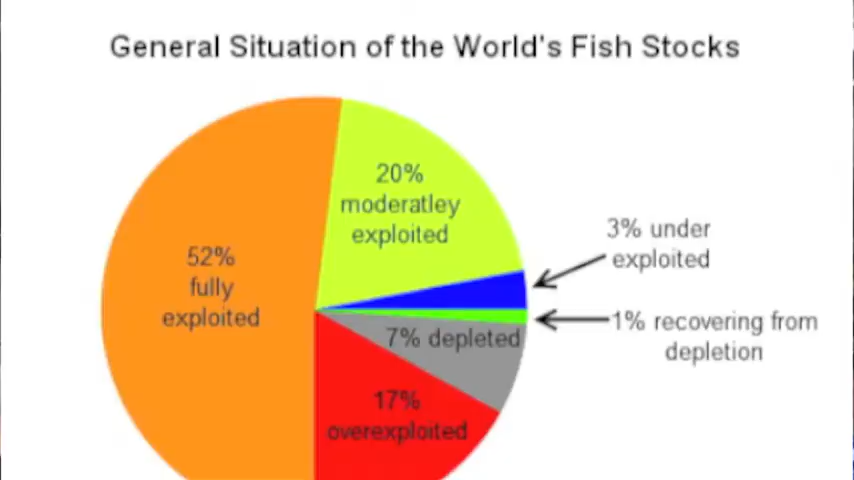 General Situation of the World's Fish Stocks
20%
moderatley
exploited
3% under
exploited
52%
fully
exploited
1% recovering from
depletion
7% depleted
17%
overexploited